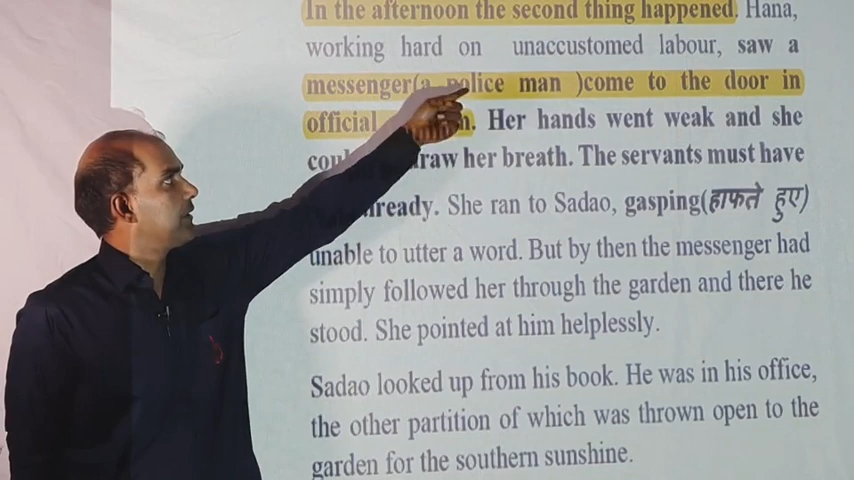 In the afternoon the second thing happened. Hana,
working hard on unaccustomed labour, saw a
messenger(a police man )come to the door in
official . Her hands went weak and she
her breath. The servants must have
She ran to Sadao, gasping(हाफते हुए)
unable to utter a word. But by then the messenger had
simply followed her through the garden and there he
stood. She pointed at him helplessly.
Sadao looked up from his book. He was in his office,
the other partition of which was thrown open to the
garden for the southern sunshine.